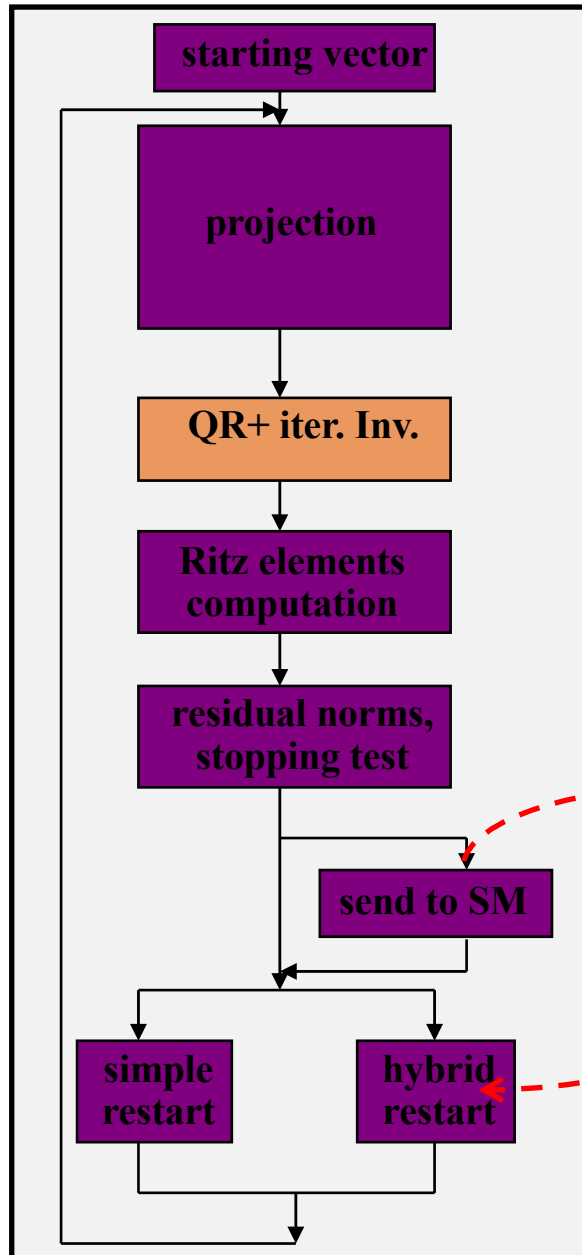 starting vector
projection
QR+ iter. Inv.
Ritz elements
computation
residual norms,
stopping test
send to SM
simple
restart
hybrid
restart